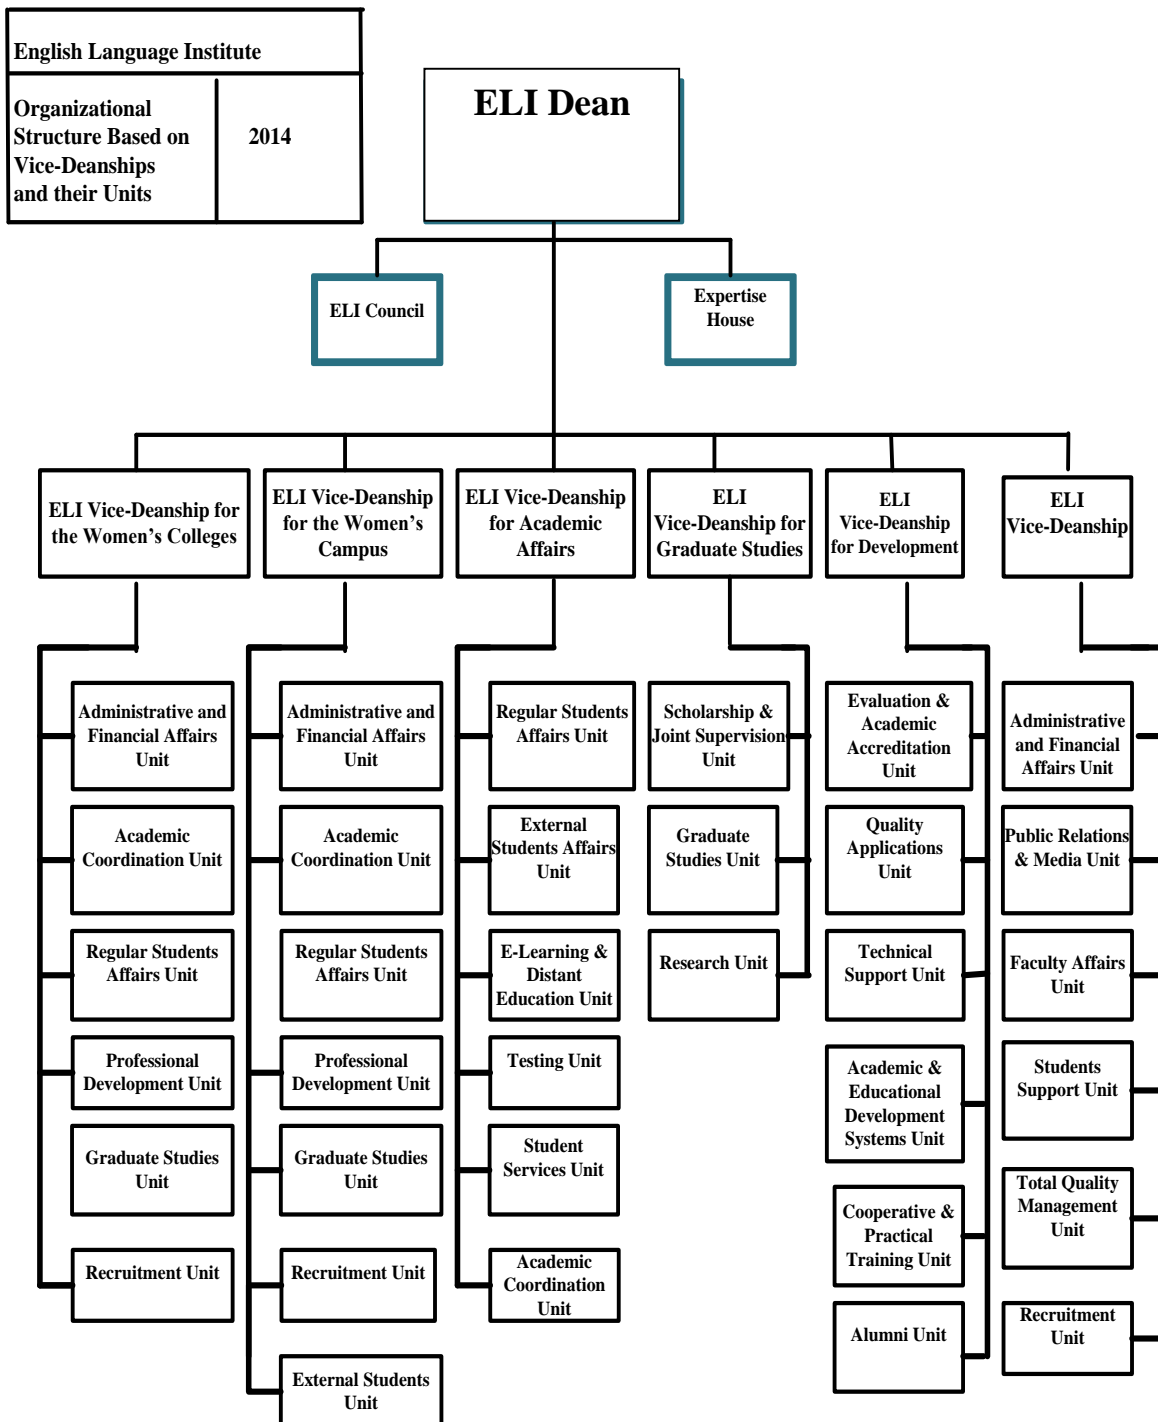 English Language Institute
Organizational
Structure Based on
Vice-Deanships
and their Units
2014
ELI Dean
ELI Council
Expertise
House
ELI Vice-Deanship for
the Women’s Colleges
ELI Vice-Deanship
for the Women’s
Campus
ELI Vice-Deanship
for Academic
Affairs
ELI
Vice-Deanship for
Graduate Studies
ELI
Vice-Deanship
for Development
ELI
Vice-Deanship
Administrative and
Financial Affairs
Unit
Academic
Coordination Unit
Regular Students
Affairs Unit
Professional
Development Unit
Graduate Studies
Unit
Recruitment Unit
Administrative and
Financial Affairs
Unit
Academic
Coordination Unit
Regular Students
Affairs Unit
Professional
Development Unit
Graduate Studies
Unit
Recruitment Unit
External Students
Unit
Regular Students
Affairs Unit
External
Students Affairs
Unit
E-Learning &
Distant
Education Unit
Testing Unit
Student
Services Unit
Academic
Coordination
Unit
Scholarship &
Joint Supervision
Unit
Graduate
Studies Unit
Research Unit
Evaluation &
Academic
Accreditation
Unit
Quality
Applications
Unit
Technical
Support Unit
Academic &
Educational
Development
Systems Unit
Cooperative &
Practical
Training Unit
Alumni Unit
Administrative
and Financial
Affairs Unit
Public Relations
& Media Unit
Faculty Affairs
Unit
Students
Support Unit
Total Quality
Management
Unit
Recruitment
Unit